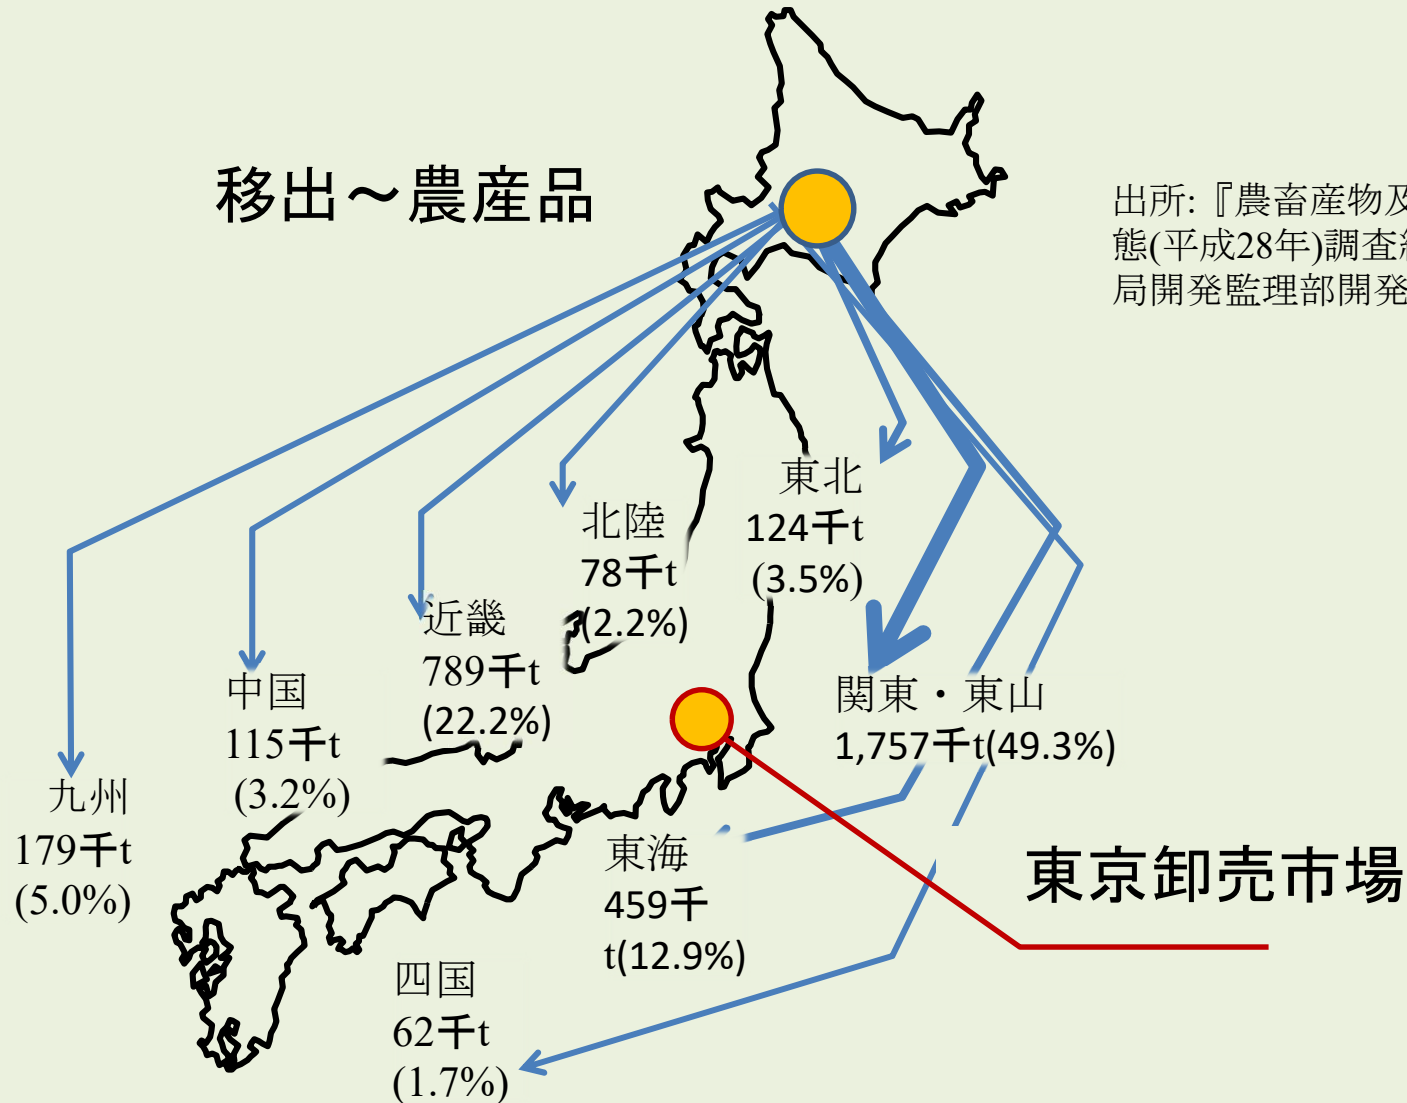 移出～農産品
出所:『農畜産物及
態(平成28年)調査
局開発監理部開発
東北
124千t
(3.5%)
北陸
78千t
(2.2%)
近畿
789千t
(22.2%)
中国
115千t
(3.2%)
九州
179千t
(5.0%)
関東・東山
1,757千t(49.3%)
東海
459千
t(12.9%)
四国
62千t
(1.7%)
東京卸売市場